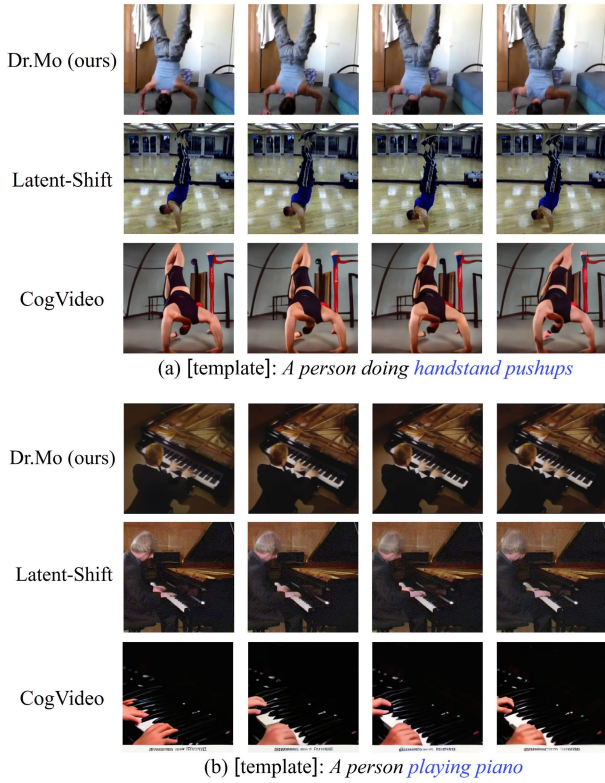 Dr.Mo (ours)
Latent-Shift
CogVideo
(a) [template]: A person doing handstand pushups
Dr.Mo (ours)
Latent-Shift
CogVideo
(b) [template]: A person playing piano